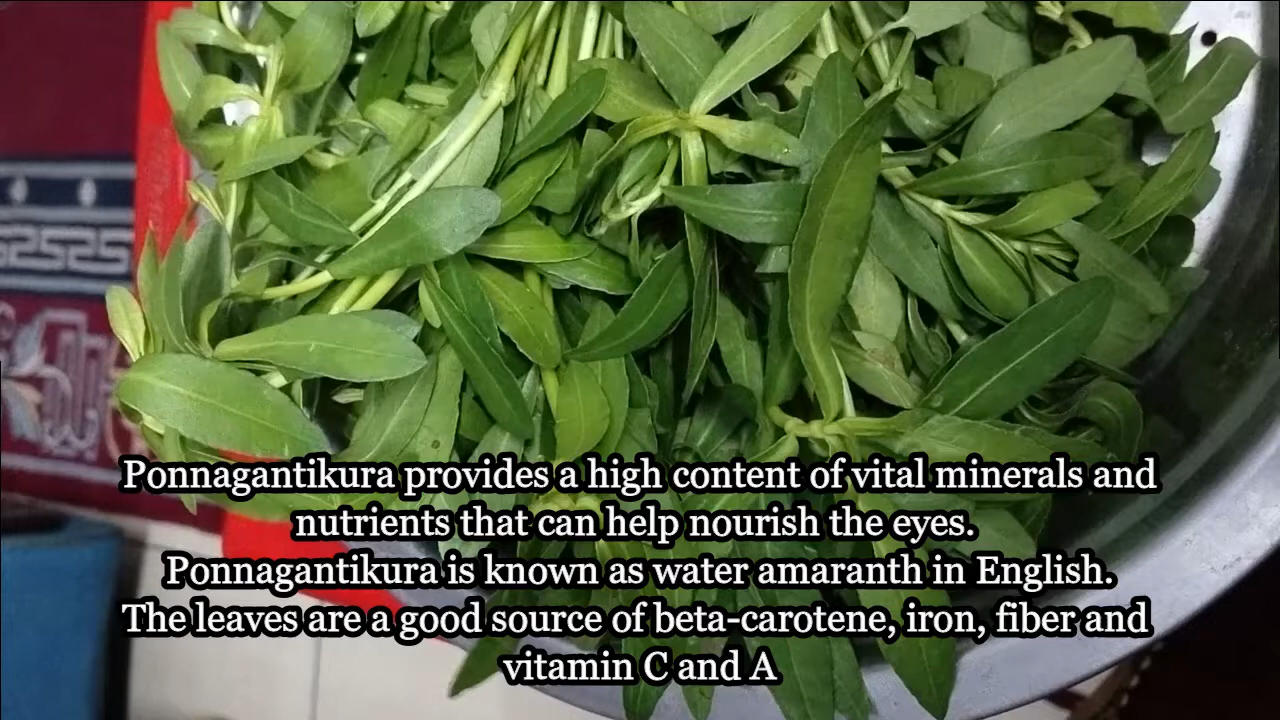 Ponnagantikura provides a high content of vital minerals and
nutrients that can help nourish the eyes.
Ponnagantikura is known as water amaranth in English.
The leaves are a good source of beta-carotene, iron, fiber and
vitamin C and A